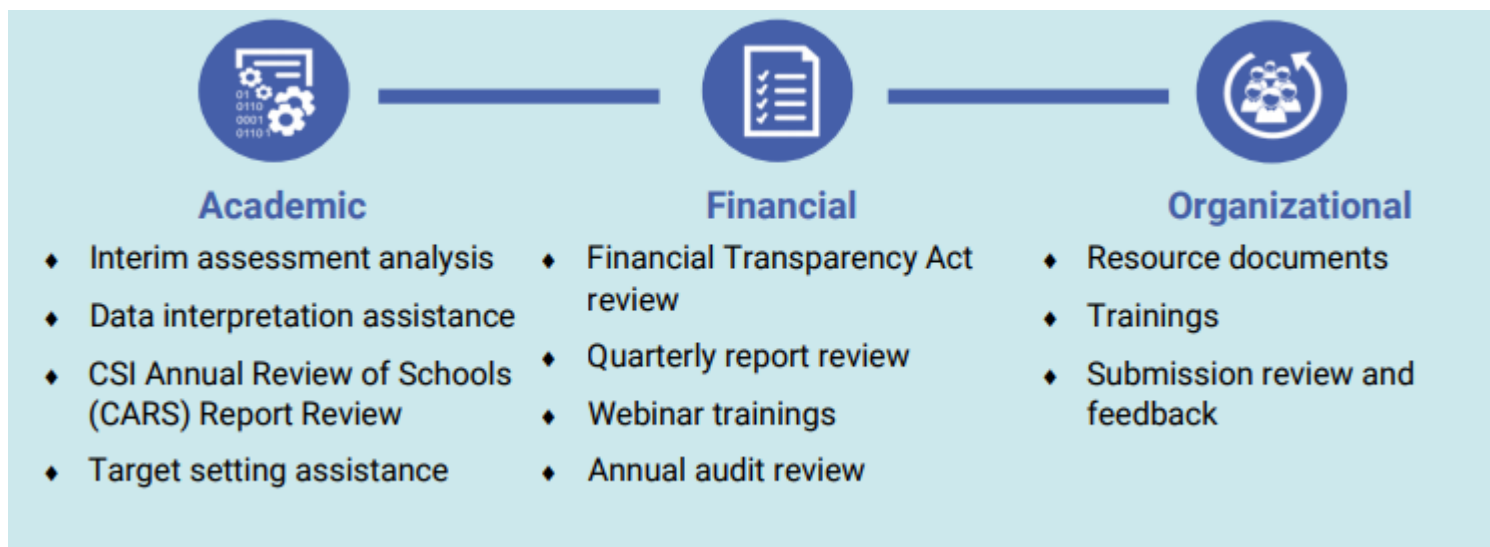 01
0110
0001
01101
Academic
Interim assessment analysis
Data interpretation assistance
CSI Annual Review of Schools
(CARS) Report Review
Target setting assistance
Financial
Financial Transparency Act
review
Quarterly report review
Webinar trainings
Annual audit review
Organizational
Resource documents
Trainings
Submission review and
feedback